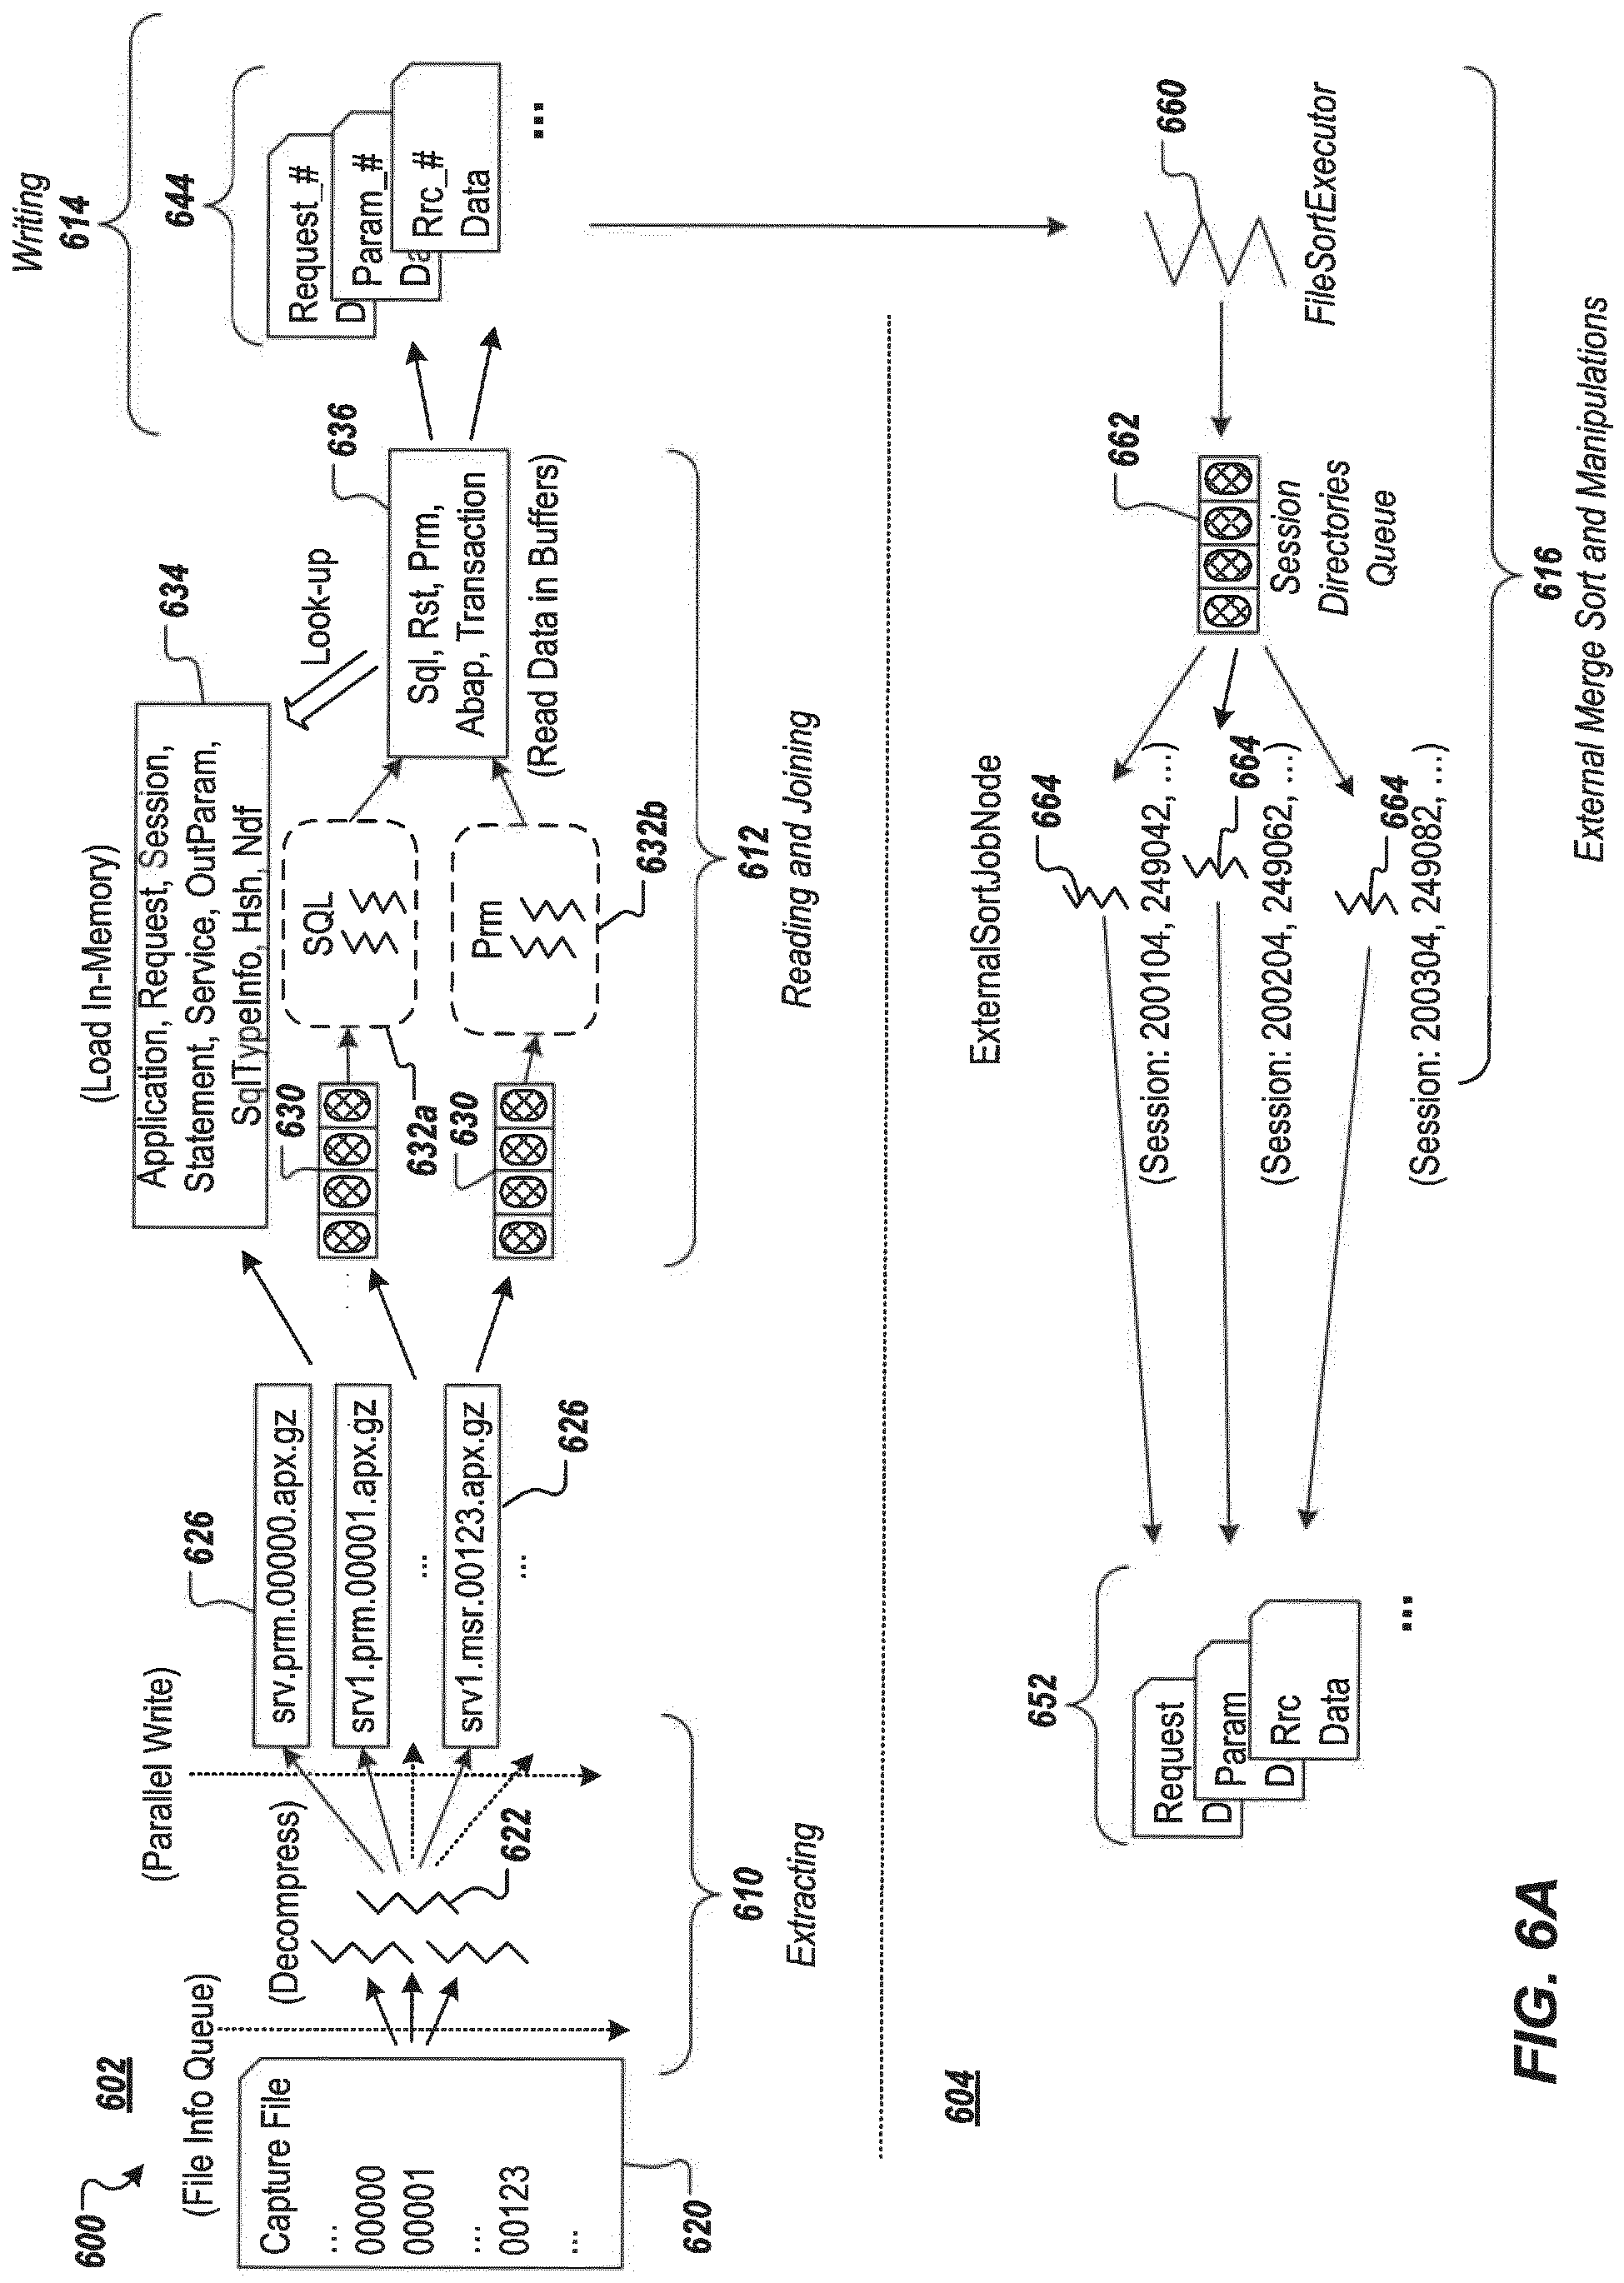 600
602
(File Info Queue)
Capture File
...
00000
00001
...
00123
...
620
(Decompress)
622
(Parallel Write)
610
Extracting
626
srv.prm.00000.apx.gz
srv1.prm.00001.apx.gz
...
srv1.msr.00123.apx.gz
...
626
(Load In-Memory)
Application, Request, Session,
Statement, Service, OutParam,
SqlTypeInfo, Hsh, Ndf
634
630
632a
630
SQL
Prm
632b
Look-up
636
Sql, Rst, Prm,
Abap, Transaction
(Read Data in Buffers)
612
Reading and Joining
Writing
614
644
Request_#
D
Param_#
Da
Rrc_#
Data
...
604
652
Request
D
Param
D
Rrc
Data
...
ExternalSortJobNode
664
(Session: 200104, 249042, ...)
664
(Session: 200204, 249062, ...)
664
(Session: 200304, 249082, ...)
662
Session
Directories
Queue
660
FileSortExecutor
616
External Merge Sort and Manipulations
FIG. 6A